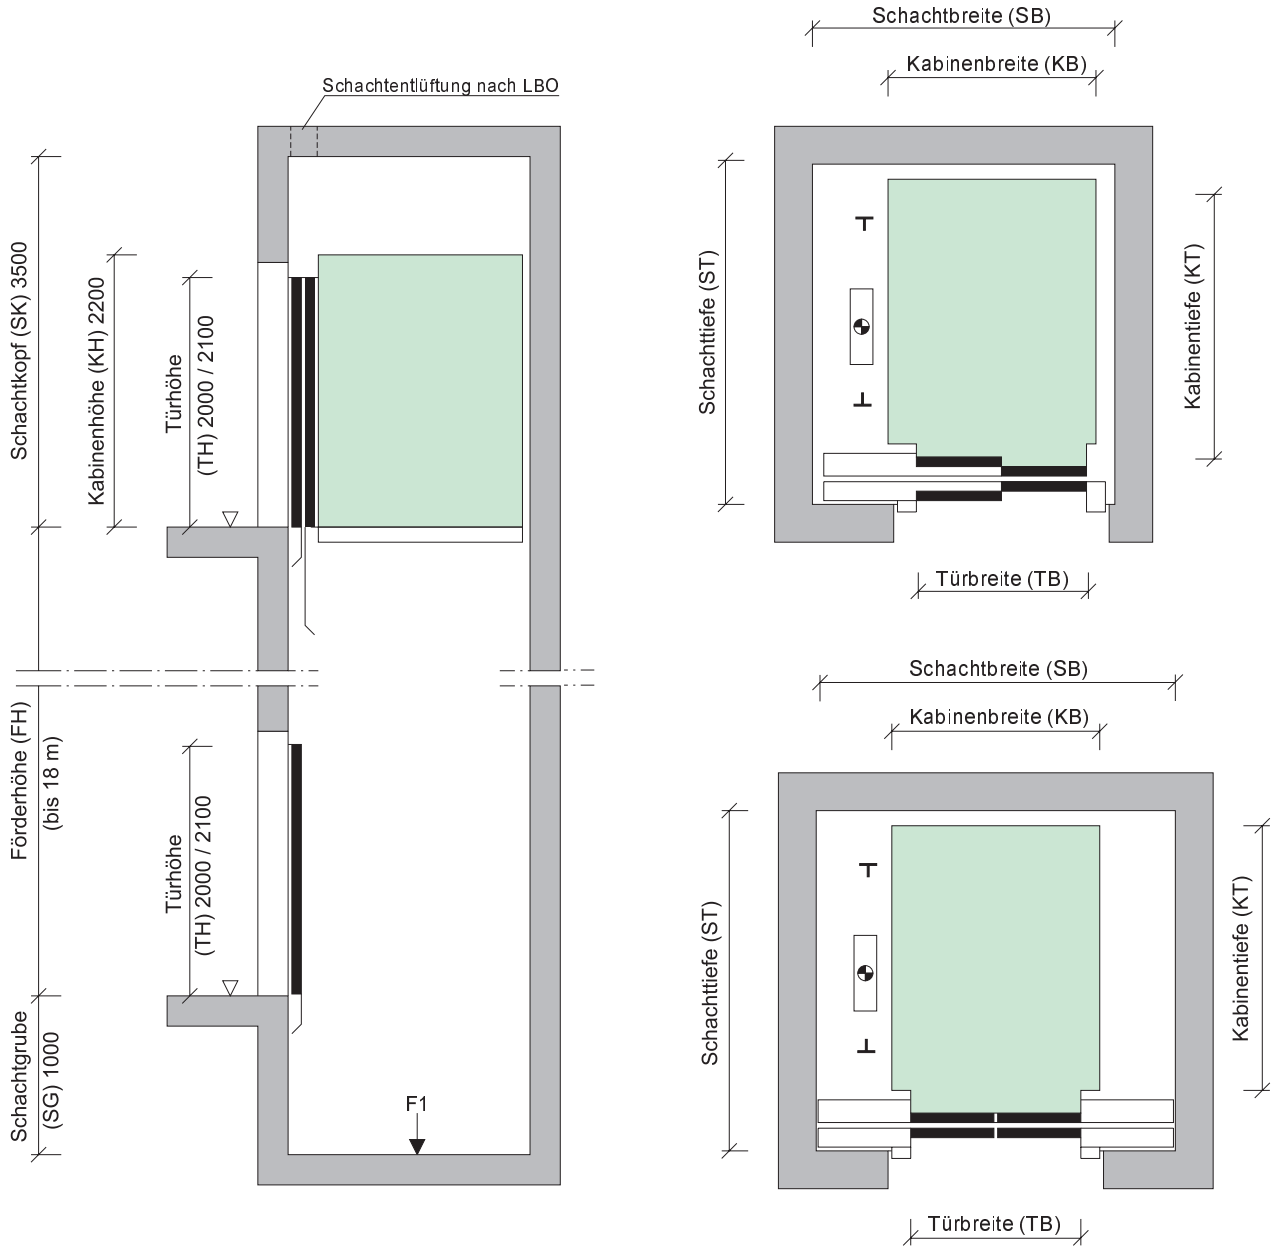 Schachtentlüftung nach LBO
Schachtkopf (SK) 3500
Kabinenhöhe (KH) 2200
Türhöhe
(TH) 2000 / 2100
Förderhöhe (FH)
(bis 18 m)
Türhöhe
(TH) 2000 / 2100
Schachtgrube
(SG) 1000
F1
Schachtbreite (SB)
Kabinenbreite (KB)
Schachttiefe (ST)
Kabinentiefe (KT)
Türbreite (TB)
Schachtbreite (SB)
Kabinenbreite (KB)
Schachttiefe (ST)
Kabinentiefe (KT)
Türbreite (TB)